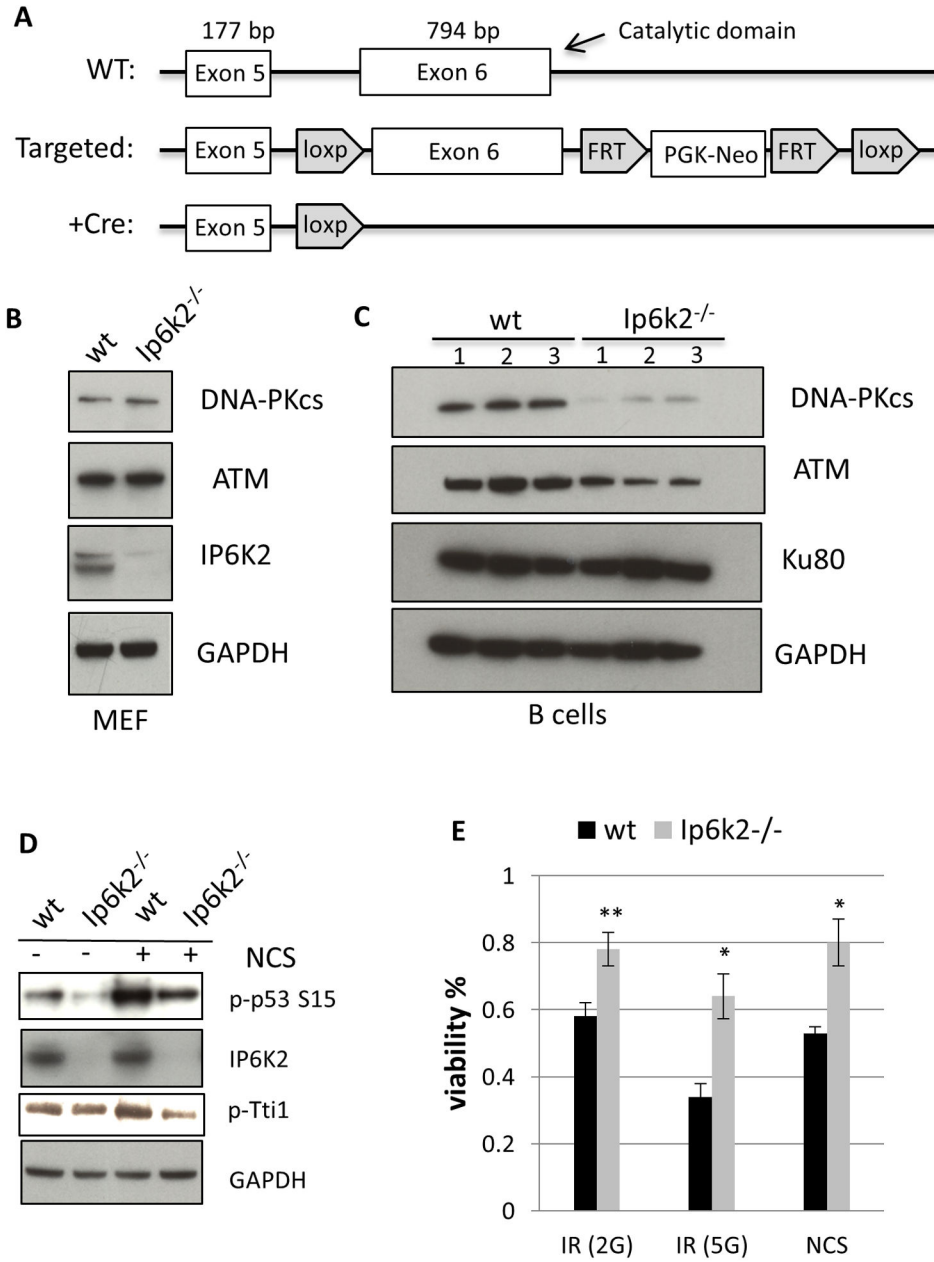 A
177 bp
794 bp
Catalytic domain
WT:
Exon 5
Exon 6
Targeted:
Exon 5
loxp
Exon 6
FRT
PGK-Neo
FRT
loxp
+Cre:
Exon 5
loxp
B
wt
Ip6k2-/-
DNA-PKcs
ATM
IP6K2
GAPDH
MEF
C
wt
Ip6k2-/-
1 2 3 1 2 3
DNA-PKcs
ATM
Ku80
GAPDH
B cells
D
wt
Ip6k2-/-
wt
Ip6k2-/-
- - + + NCS
p-p53 S15
IP6K2
p-Tti1
GAPDH
E
wt
Ip6k2-/-
viability %
1
0.8
0.6
0.4
0.2
0
**
*
*
IR (2G)
IR (5G)
NCS